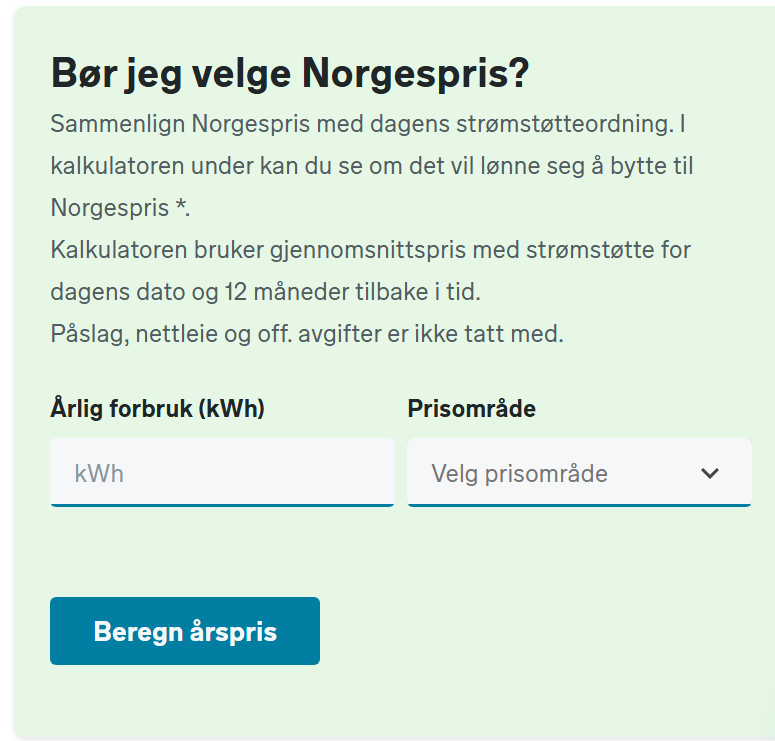 Bør jeg velge Norgespris?
Sammenlign Norgespris med dagens strømstøtteordning. I
kalkulatoren under kan du se om det vil lønne seg å bytte til
Norgespris *.
Kalkulatoren bruker gjennomsnittspris med strømstøtte for
dagens dato og 12 måneder tilbake i tid.
Påslag, nettleie og off. avgifter er ikke tatt med.
Årlig forbruk (kWh) Prisområde
kWh Velg prisområde
Beregn årspris